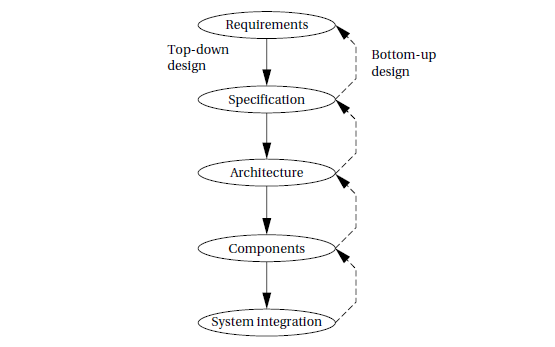 Requirements
Top-down
design
Bottom-up
design
Specification
Architecture
Components
System integration